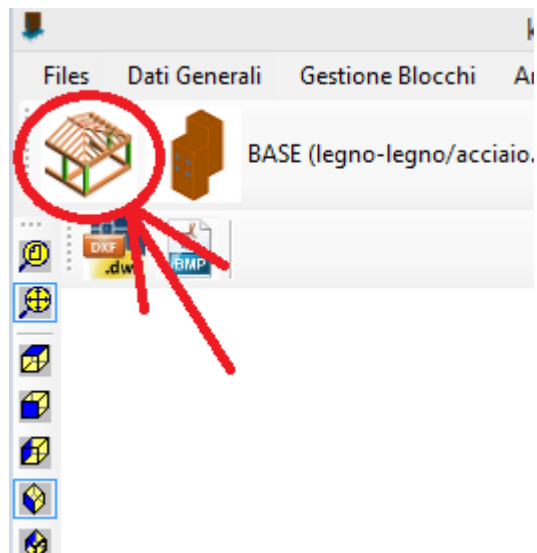 Files Dati Generali Gestione Blocchi
BASE (legno-legno/acciaio.
DXF
.dw
BMP